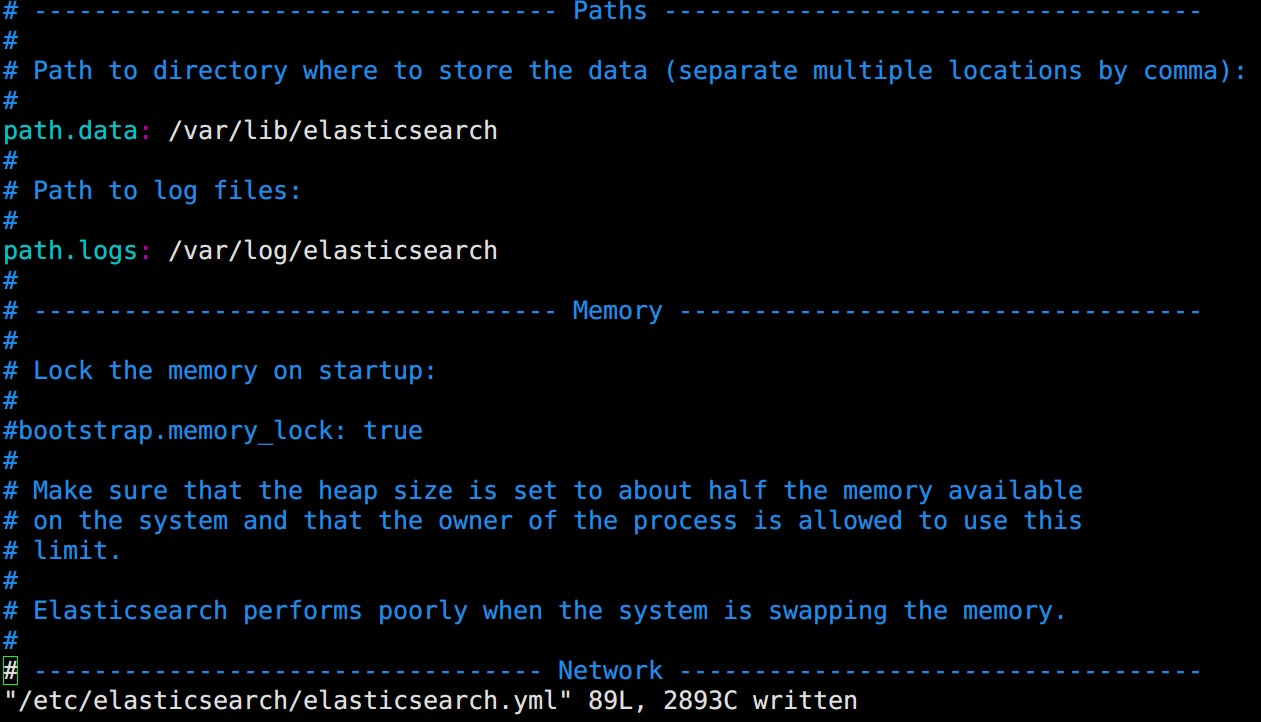 # ----------------------------------- Paths ------------------------------------
#
# Path to directory where to store the data (separate multiple locations by comma):
#
path.data: /var/lib/elasticsearch
#
# Path to log files:
#
path.logs: /var/log/elasticsearch
#
# ----------------------------------- Memory -----------------------------------
#
# Lock the memory on startup:
#
#bootstrap.memory_lock: true
#
# Make sure that the heap size is set to about half the memory available
# on the system and that the owner of the process is allowed to use this
# limit.
#
# Elasticsearch performs poorly when the system is swapping the memory.
#
# ---------------------------------- Network -----------------------------------
"/etc/elasticsearch/elasticsearch.yml" 89L, 2893C written